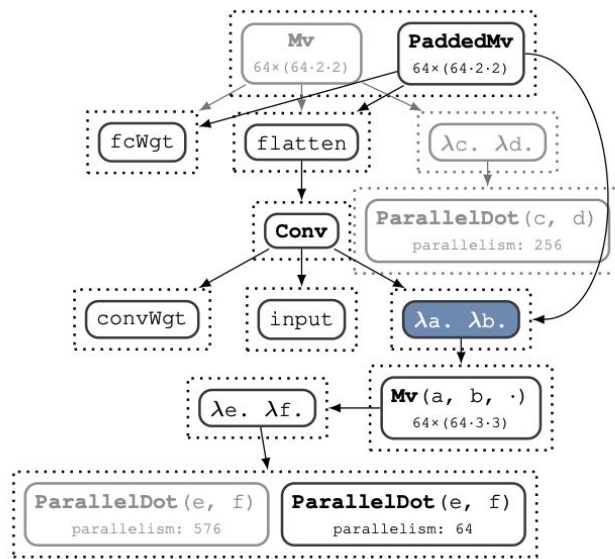 Mv
64×(64·2·2)
PaddedMv
64×(64·2·2)
fcWgt
flatten
λc. λd.
ParallelDot(c, d)
parallelism: 256
Conv
convWgt
input
λa. λb.
λe. λf.
Mv(a, b, ·)
64×(64·3·3)
ParallelDot(e, f)
parallelism: 576
ParallelDot(e, f)
parallelism: 64